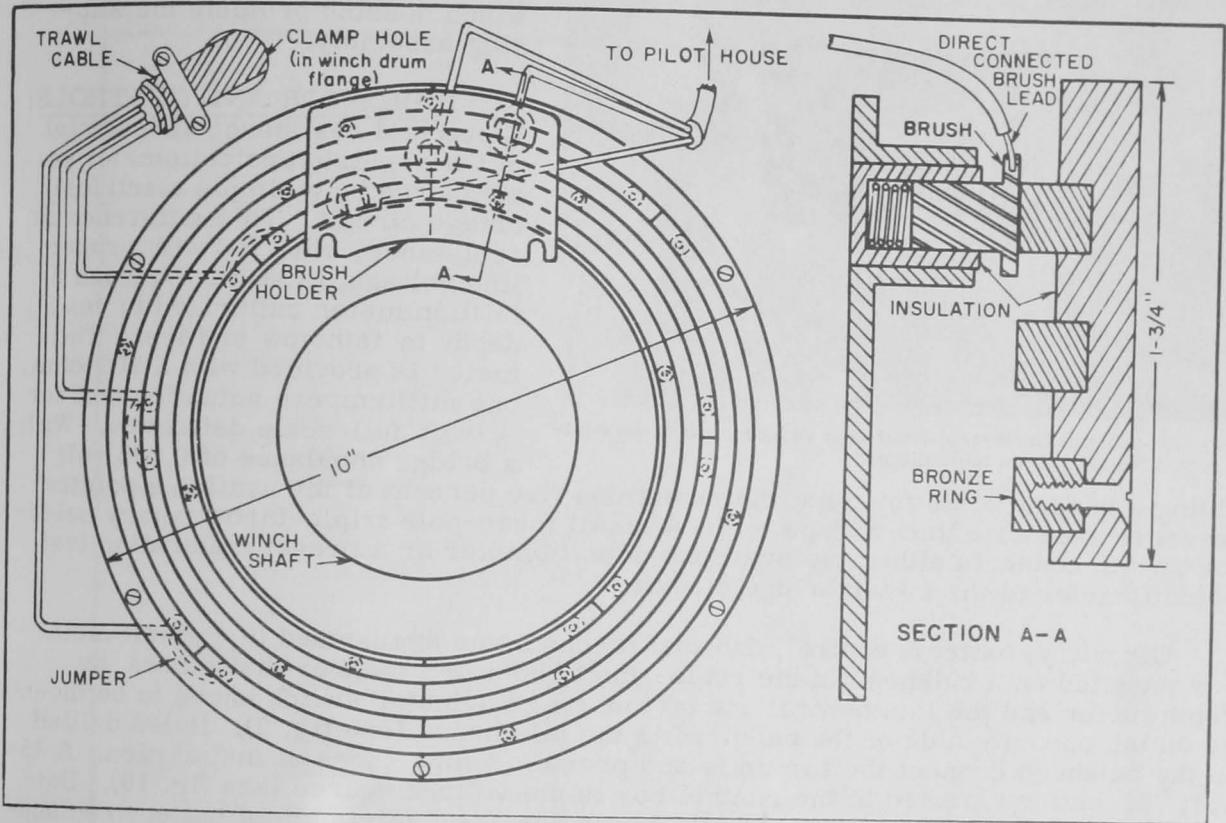 TRAWL
CABLE
CLAMP HOLE
(in winch drum
flange)
A
TO PILOT HOUSE
DIRECT
CONNECTED
BRUSH
LEAD
BRUSH
BRUSH
HOLDER
A
INSULATION
1-3/4"
10"
BRONZE
RING
WINCH
SHAFT
SECTION A-A
JUMPER